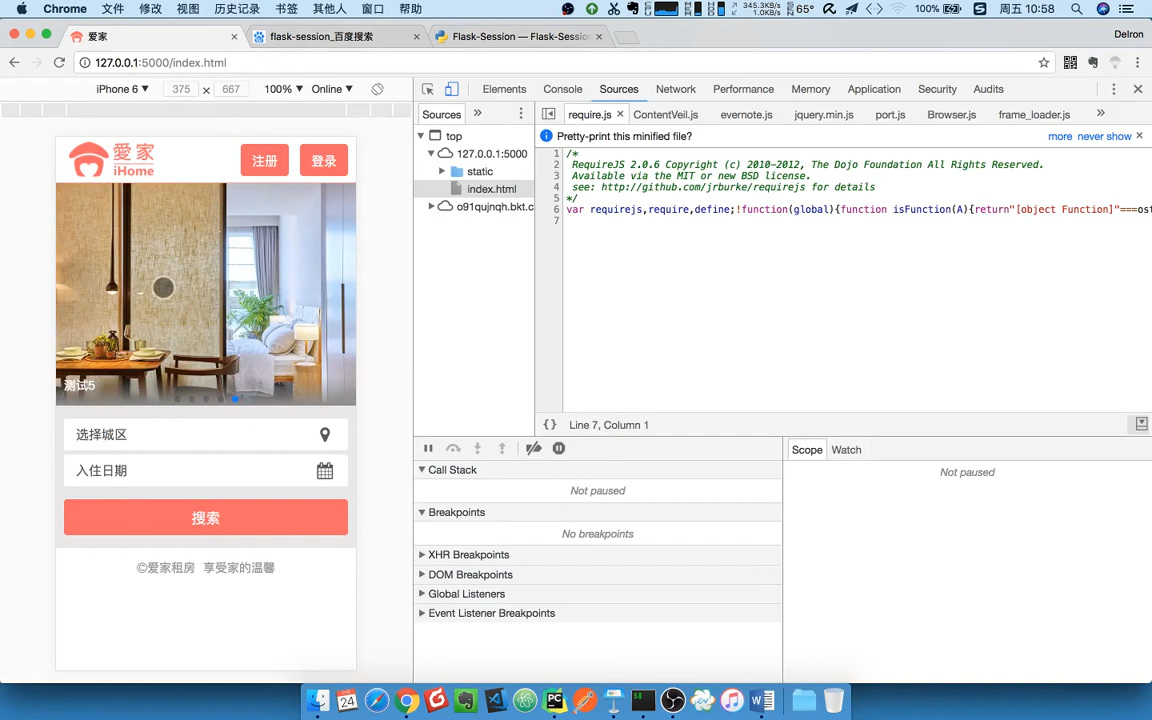 Chrome 文件 修改 视图 历史记录 书签 其他人 窗口 帮助 345.3KB/s 1.0KB/s 65° 100% 周五 10:58
爱家 × flask-session_百度搜索 × Flask-Session — Flask-Session × Delron
127.0.0.1:5000/index.html
iPhone 6 ▼ 375 × 667 100% ▼ Online ▼
Elements Console Sources Network Performance Memory Application Security Audits
Sources » require.js × ContentVeil.js evernote.js jquery.min.js port.js Browser.js frame_loader.js »
Pretty-print this minified file? more never show ×
top
127.0.0.1:5000
static
index.html
o91qujnqh.bkt.c
1 /*
2 RequireJS 2.0.6 Copyright (c) 2010-2012, The Dojo Foundation All Rights Reserved.
3 Available via the MIT or new BSD license.
4 see: http://github.com/jrburke/requirejs for details
5 */
6 var requirejs,require,define;!function(global){function isFunction(A){return"[object Function]"===ost
7
{} Line 7, Column 1
爱家
iHome
注册 登录
测试5
选择城区
入住日期
搜索
©爱家租房 享受家的温馨
Call Stack
Not paused
Breakpoints
No breakpoints
XHR Breakpoints
DOM Breakpoints
Global Listeners
Event Listener Breakpoints
Scope Watch
Not paused
24
PC